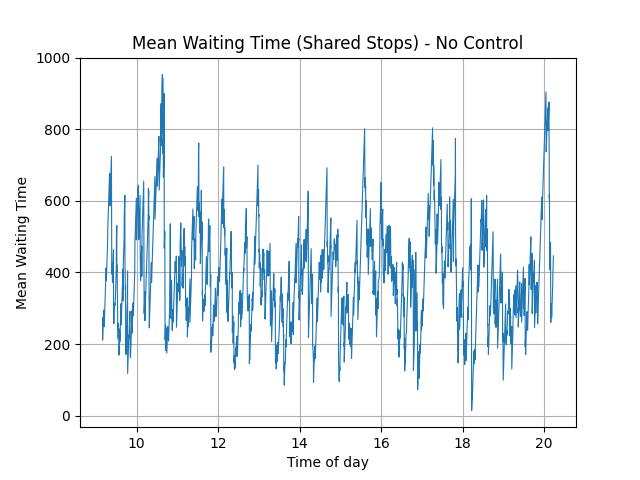 Mean Waiting Time (Shared Stops) - No Control
1000
800
600
400
200
0
Mean Waiting Time
10 12 14 16 18 20
Time of day